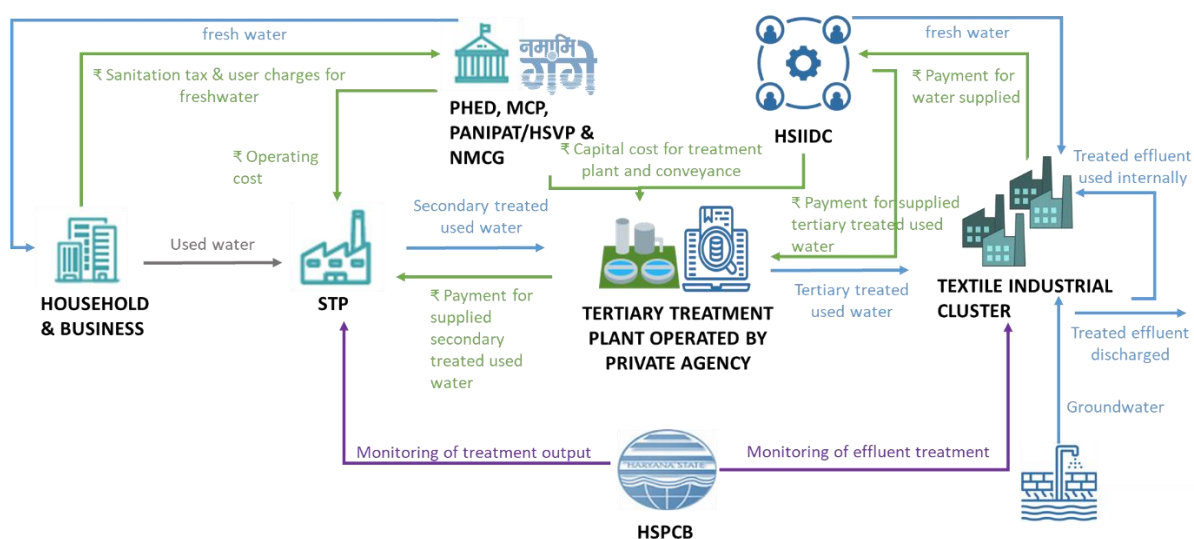 fresh water
₹ Sanitation tax & user charges for
freshwater
नमामि
गंगे
PHED, MCP,
PANIPAT/HSVP &
NMCG
HSIIDC
fresh water
₹ Payment for
water supplied
₹ Operating
cost
₹ Capital cost for treatment
plant and conveyance
Treated effluent
used internally
Used water
Secondary treated
used water
₹ Payment for supplied
tertiary treated used
water
HOUSEHOLD
& BUSINESS
STP
₹ Payment for
supplied
secondary
treated used
water
TERTIARY TREATMENT
PLANT OPERATED BY
PRIVATE AGENCY
Tertiary treated
used water
TEXTILE INDUSTRIAL
CLUSTER
Treated effluent
discharged
Groundwater
Monitoring of treatment output
HARYANA STATE
Monitoring of effluent treatment
HSPCB